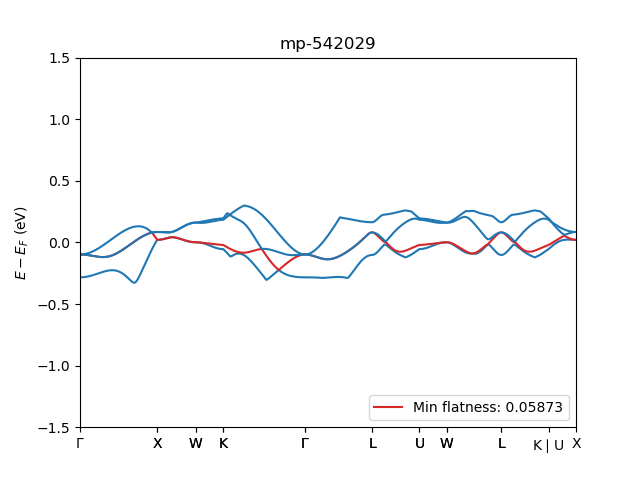 mp-542029
1.5
1.0
0.5
0.0
−0.5
−1.0
−1.5
E − E_F (eV)
Min flatness: 0.05873
Γ X W K Γ L U W L K | U X